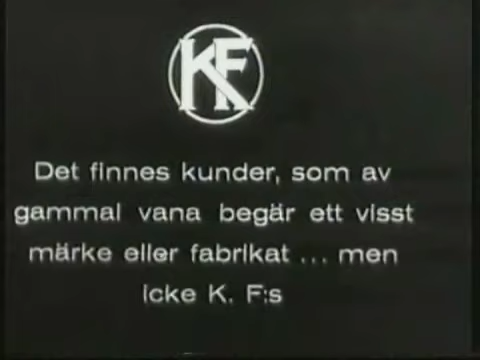 KF
Det finnes kunder, som av
gammal vana begär ett visst
märke eller fabrikat ... men
icke K. F:s